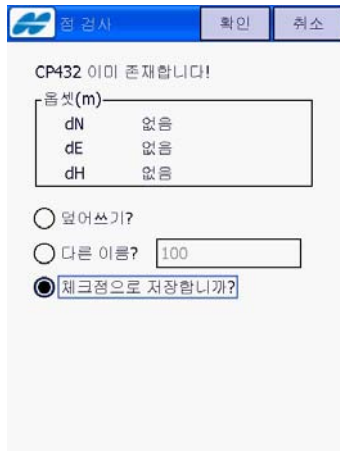 점 검사 확인 취소
CP432 이미 존재합니다!
옵셋(m)
dN 없음
dE 없음
dH 없음
덮어쓰기?
다른 이름? 100
체크점으로 저장합니까?